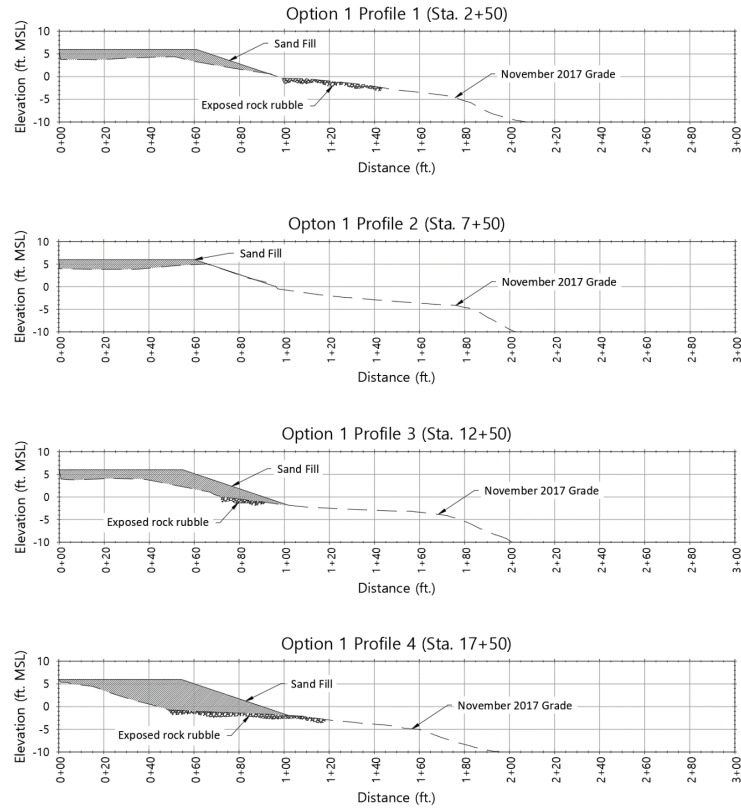 Option 1 Profile 1 (Sta. 2+50)
Elevation (ft. MSL)
10
5
0
-5
-10
Sand Fill
November 2017 Grade
Exposed rock rubble
0+00 0+20 0+40 0+60 0+80 1+00 1+20 1+40 1+60 1+80 2+00 2+20 2+40 2+60 2+80 3+00
Distance (ft.)
Opton 1 Profile 2 (Sta. 7+50)
Elevation (ft. MSL)
10
5
0
-5
-10
Sand Fill
November 2017 Grade
0+00 0+20 0+40 0+60 0+80 1+00 1+20 1+40 1+60 1+80 2+00 2+20 2+40 2+60 2+80 3+00
Distance (ft.)
Option 1 Profile 3 (Sta. 12+50)
Elevation (ft. MSL)
10
5
0
-5
-10
Sand Fill
November 2017 Grade
Exposed rock rubble
0+00 0+20 0+40 0+60 0+80 1+00 1+20 1+40 1+60 1+80 2+00 2+20 2+40 2+60 2+80 3+00
Distance (ft.)
Option 1 Profile 4 (Sta. 17+50)
Elevation (ft. MSL)
10
5
0
-5
-10
Sand Fill
November 2017 Grade
Exposed rock rubble
0+00 0+20 0+40 0+60 0+80 1+00 1+20 1+40 1+60 1+80 2+00 2+20 2+40 2+60 2+80 3+00
Distance (ft.)